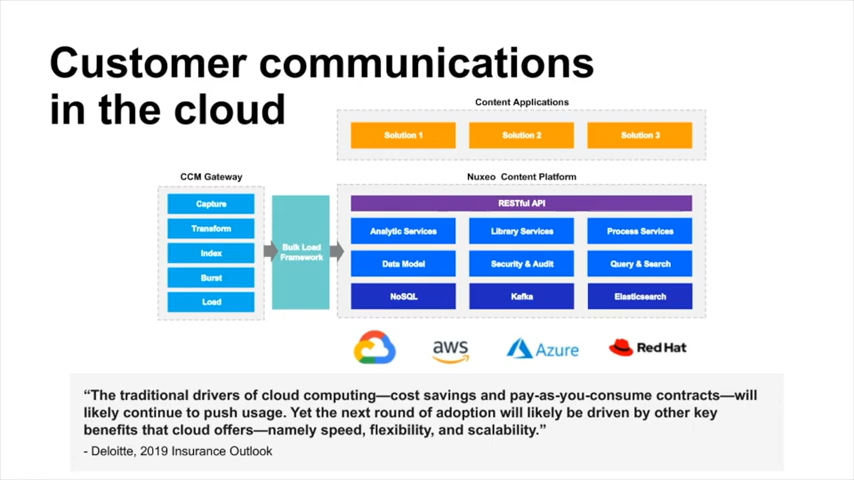 Customer communications
in the cloud
Content Applications
Solution 1
Solution 2
Solution 3
CCM Gateway
Capture
Transform
Index
Burst
Load
Bulk Load
Framework
Nuxeo Content Platform
RESTful API
Analytic Services
Library Services
Process Services
Data Model
Security & Audit
Query & Search
NoSQL
Kafka
Elasticsearch
aws
Azure
Red Hat
“The traditional drivers of cloud computing—cost savings and pay-as-you-consume contracts—will
likely continue to push usage. Yet the next round of adoption will likely be driven by other key
benefits that cloud offers—namely speed, flexibility, and scalability.”
- Deloitte, 2019 Insurance Outlook